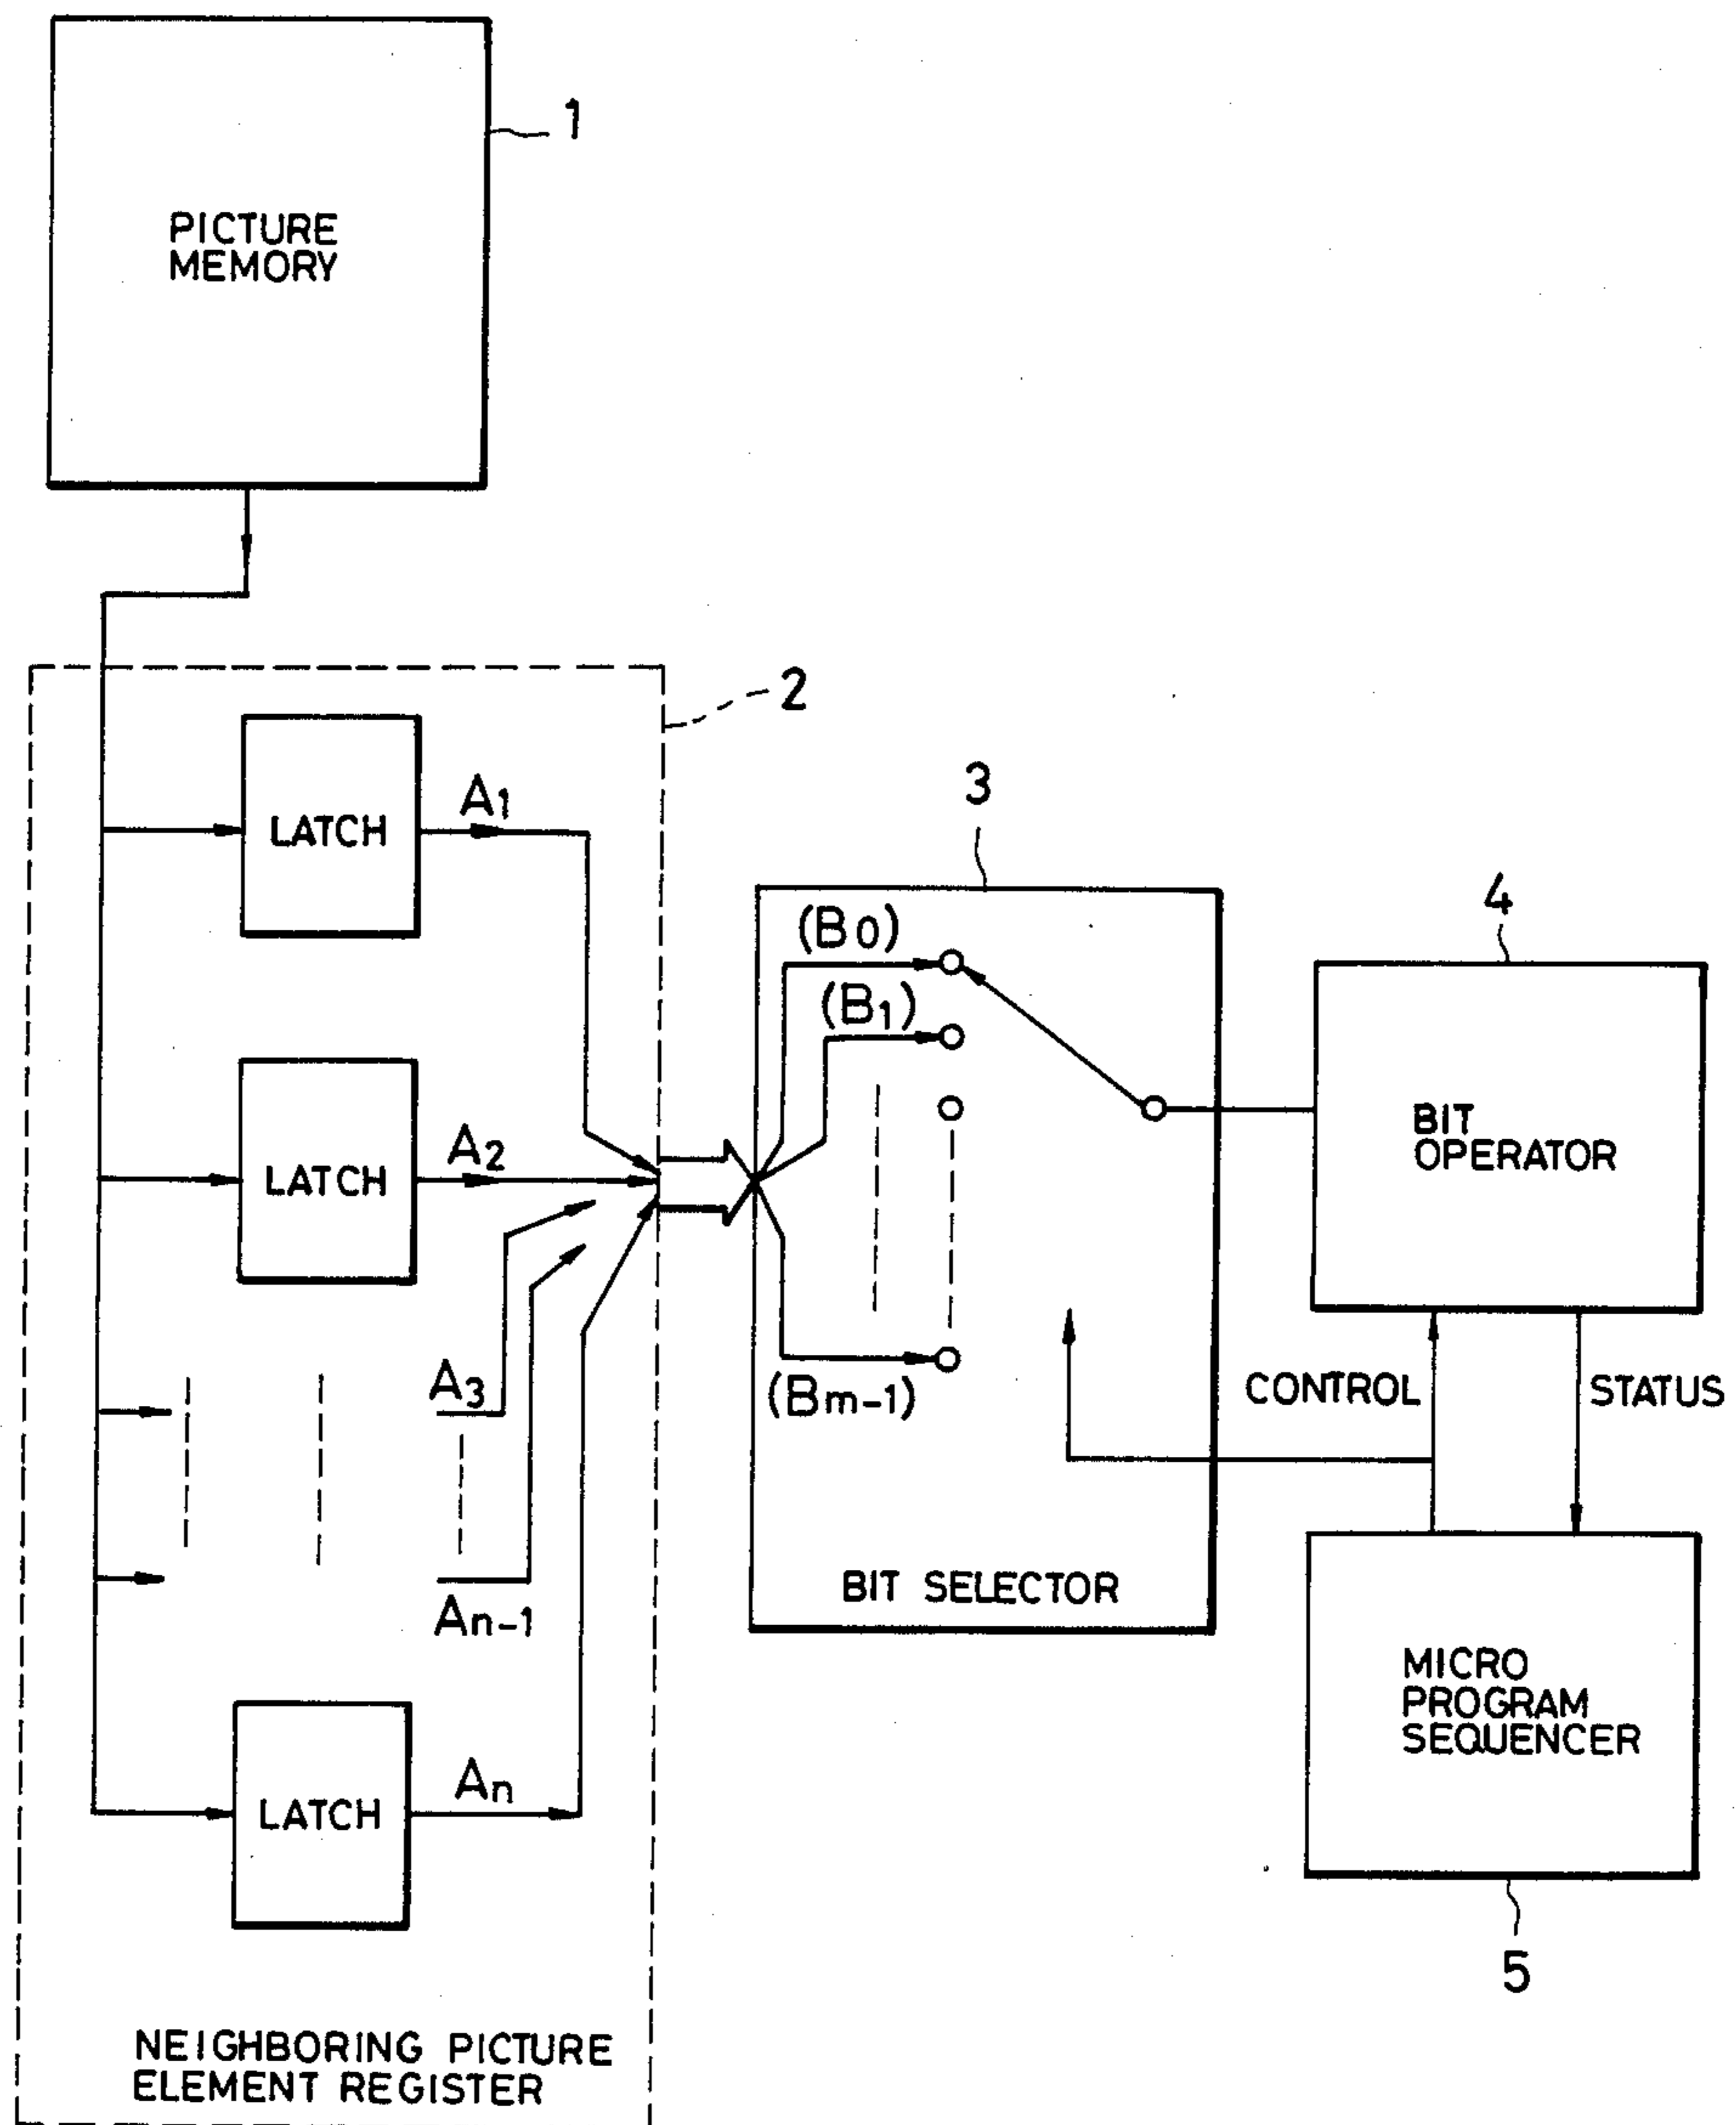 1
PICTURE
MEMORY
2
LATCH
A1
3
4
(B0)
(B1)
LATCH
A2
BIT
OPERATOR
A3
(Bm-1)
CONTROL
STATUS
An-1
BIT SELECTOR
MICRO
PROGRAM
SEQUENCER
LATCH
An
5
NEIGHBORING PICTURE
ELEMENT REGISTER